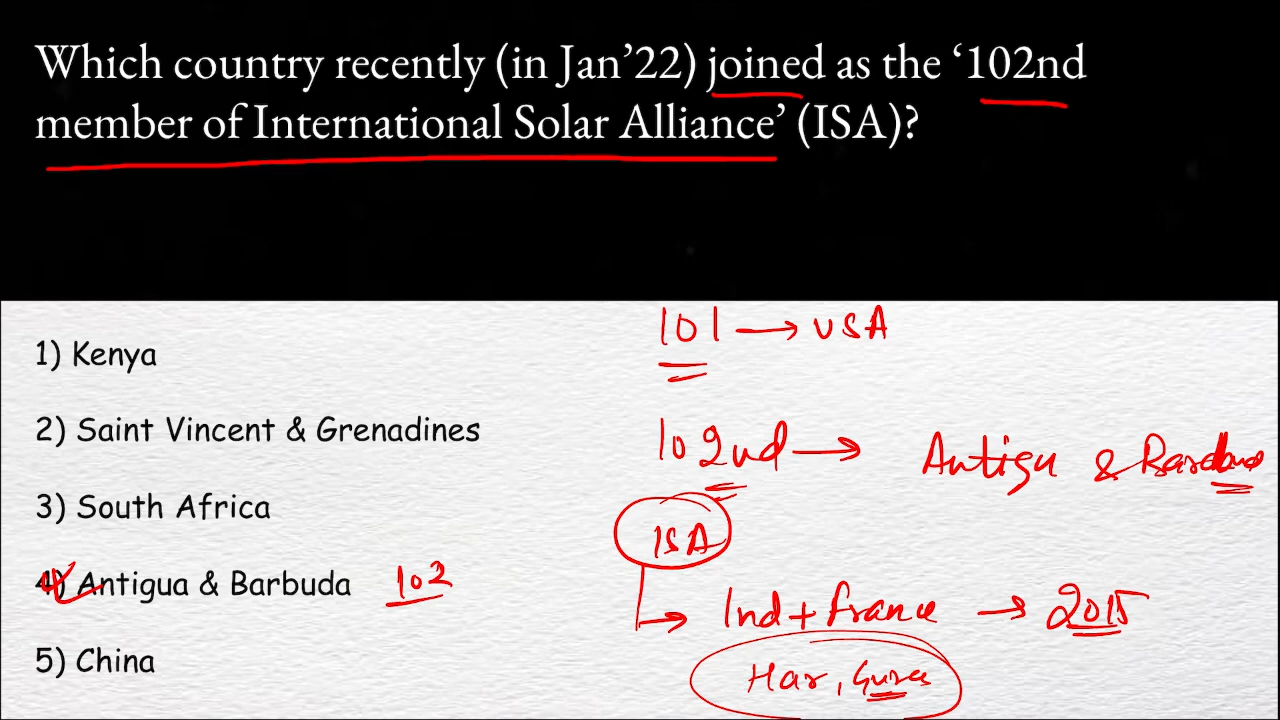 Which country recently (in Jan’22) joined as the ‘102nd
member of International Solar Alliance’ (ISA)?
1) Kenya
2) Saint Vincent & Grenadines
3) South Africa
4) Antigua & Barbuda 102
5) China
101 → USA
102nd → Antigua &
ISA
→ Ind + France → 2015
Har,